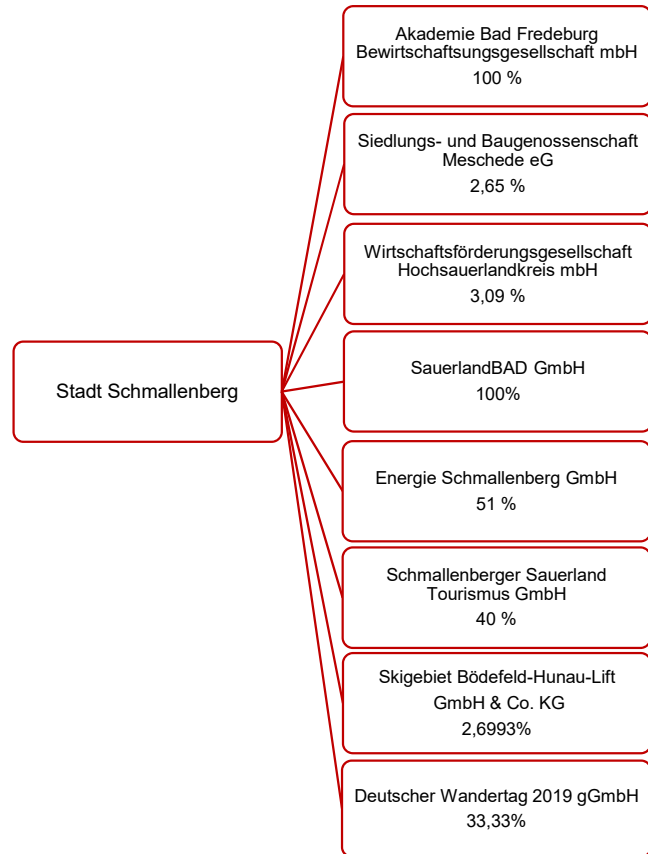 Akademie Bad Fredeburg
Bewirtschaftsungsgesellschaft mbH
100 %
Siedlungs- und Baugenossenschaft
Meschede eG
2,65 %
Wirtschaftsförderungsgesellschaft
Hochsauerlandkreis mbH
3,09 %
Stadt Schmallenberg
SauerlandBAD GmbH
100%
Energie Schmallenberg GmbH
51 %
Schmallenberger Sauerland
Tourismus GmbH
40 %
Skigebiet Bödefeld-Hunau-Lift
GmbH & Co. KG
2,6993%
Deutscher Wandertag 2019 gGmbH
33,33%